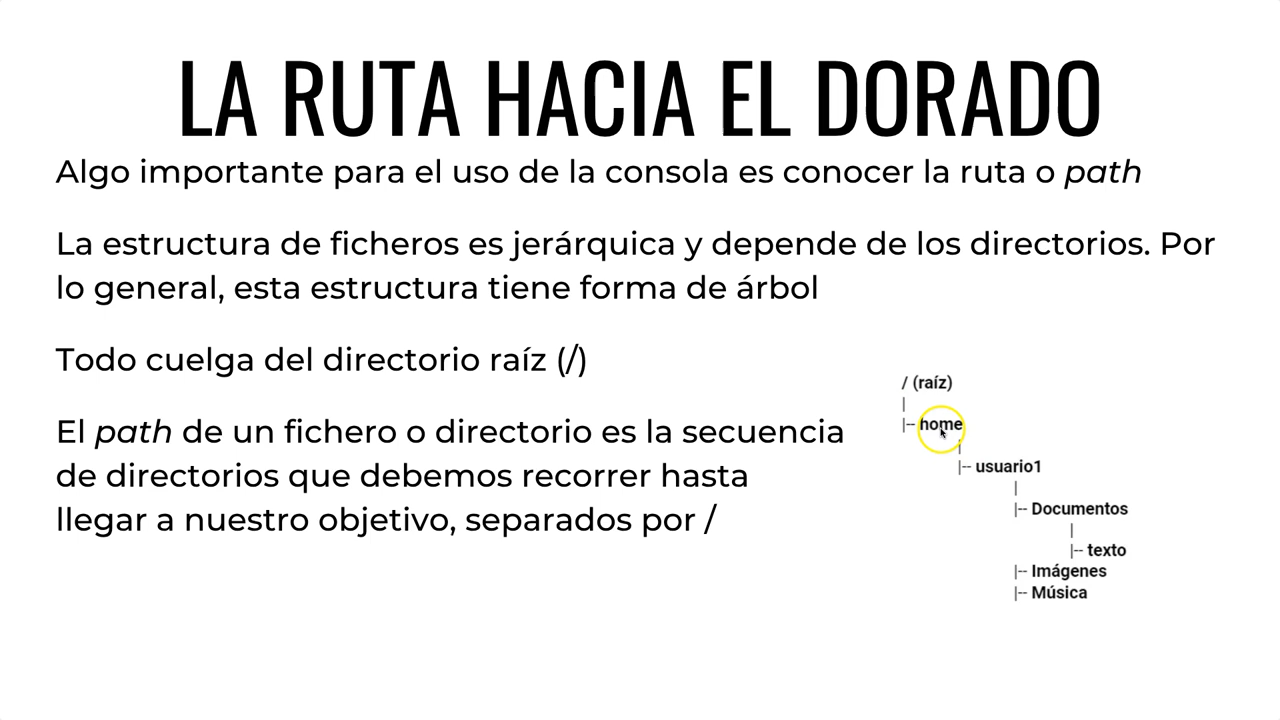 LA RUTA HACIA EL DORADO
Algo importante para el uso de la consola es conocer la ruta o path
La estructura de ficheros es jerárquica y depende de los directorios. Por
lo general, esta estructura tiene forma de árbol
Todo cuelga del directorio raíz (/)
El path de un fichero o directorio es la secuencia
de directorios que debemos recorrer hasta
llegar a nuestro objetivo, separados por /
/ (raíz)
|
|-- home
|
|-- usuario1
|
|-- Documentos
|
|-- texto
|-- Imágenes
|-- Música